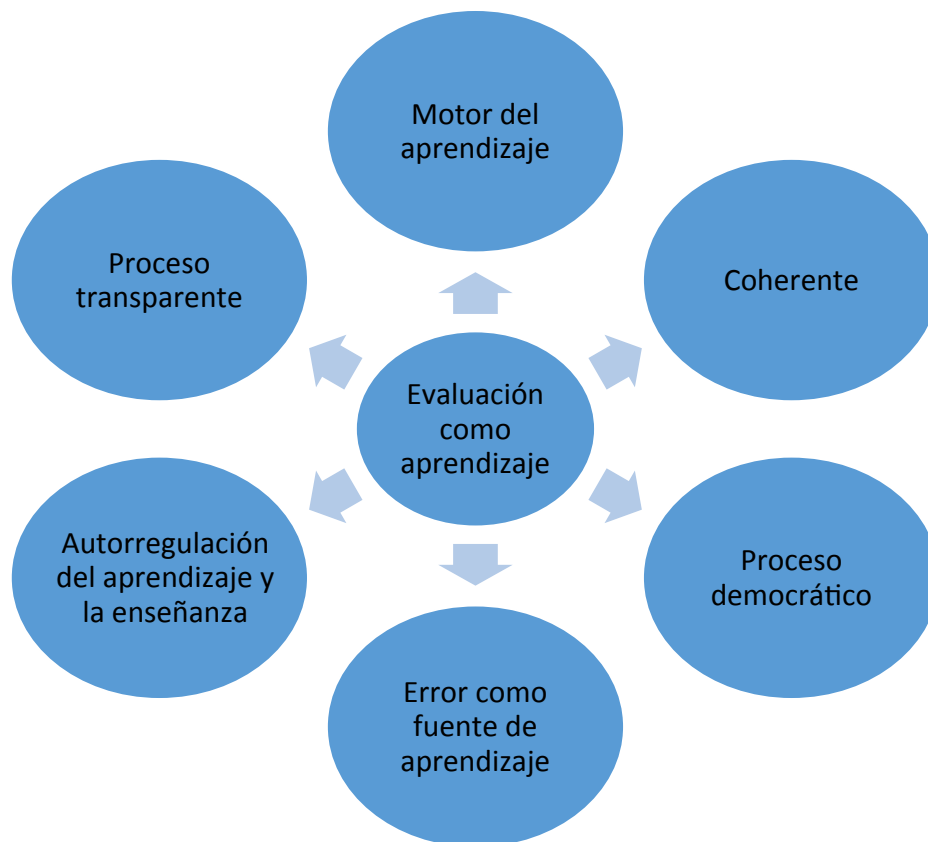 Motor del
aprendizaje
Proceso
transparente
Coherente
Evaluación
como
aprendizaje
Autorregulación
del aprendizaje y
la enseñanza
Proceso
democrático
Error como
fuente de
aprendizaje